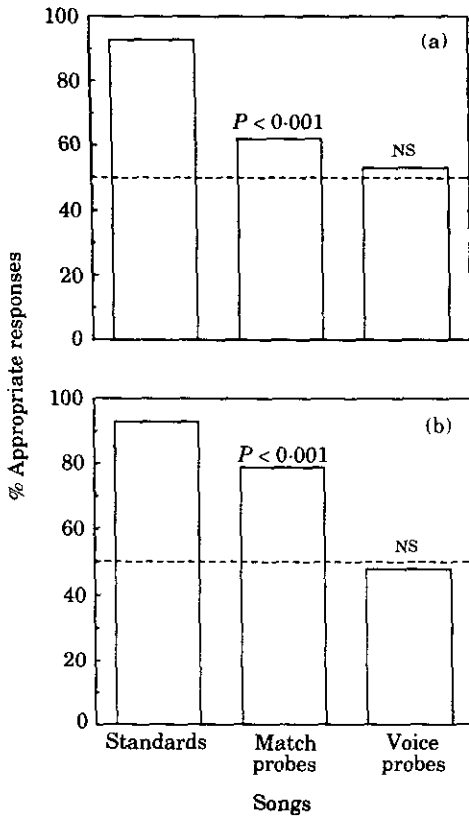 100
(a)
80
P < 0·001
60
NS
40
20
0
% Appropriate responses
100
(b)
80
P < 0·001
60
NS
40
20
0
Standards
Match
probes
Voice
probes
Songs